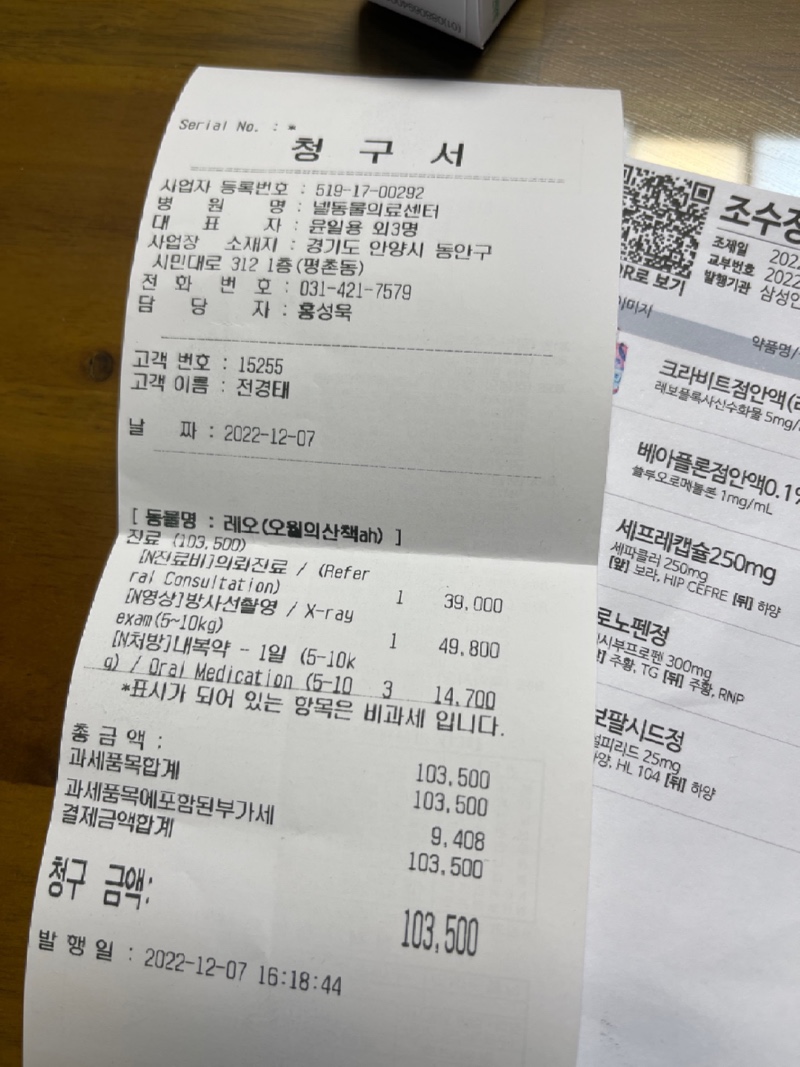 Serial No. : *
청 구 서
사업자 등록번호 : 519-17-00292
병 원 명 : 넬동물의료센터
대 표 자 : 윤일용 외3명
사업장 소재지 : 경기도 안양시 동안구
시민대로 312 1층(평촌동)
전 화 번 호 : 031-421-7579
담 당 자 : 홍성욱
고객 번호 : 15255
고객 이름 : 전경태
날 짜 : 2022-12-07
[ 동물명 : 레오(오월의산책ah) ]
진료 (103,500)
[N진료비]의뢰진료 / (Refer
ral Consultation) 1 39,000
[N영상]방사선촬영 / X-ray
exam(5~10kg) 1 49,800
[N처방]내복약 - 1일 (5-10k
g) / Oral Medication (5-10 3 14,700
*표시가 되어 있는 항목은 비과세 입니다.
총 금액 : 103,500
과세품목합계 103,500
과세품목에포함된부가세 9,408
결제금액합계 103,500
청구 금액: 103,500
발 행 일 : 2022-12-07 16:18:44
QR로 보기
조제일
교부번호 2022
발행기관 삼성안
이미지
약품명/
크라비트점안액
레보플록사신수화물 5mg/
베아플론점안액0.1%
플루오로메톨론 1mg/mL
세프레캡슐250mg
세파클러 250mg
[앞] 보라, HIP CEFRE [뒤] 하양
로노펜정
시부프로펜 300mg
주황, TG [뒤] 주황, RNP
보팔시드정
설피리드 25mg
하양, HL 104 [뒤] 하양